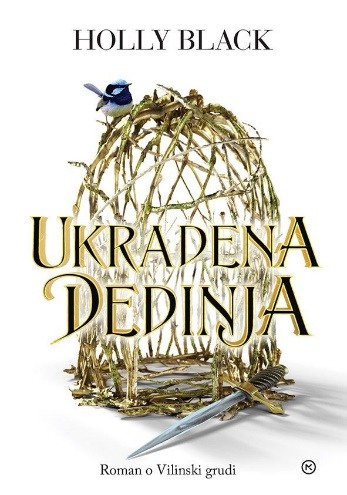 HOLLY BLACK
UKRADENA
DEDINJA
Roman o Vilinski grudi